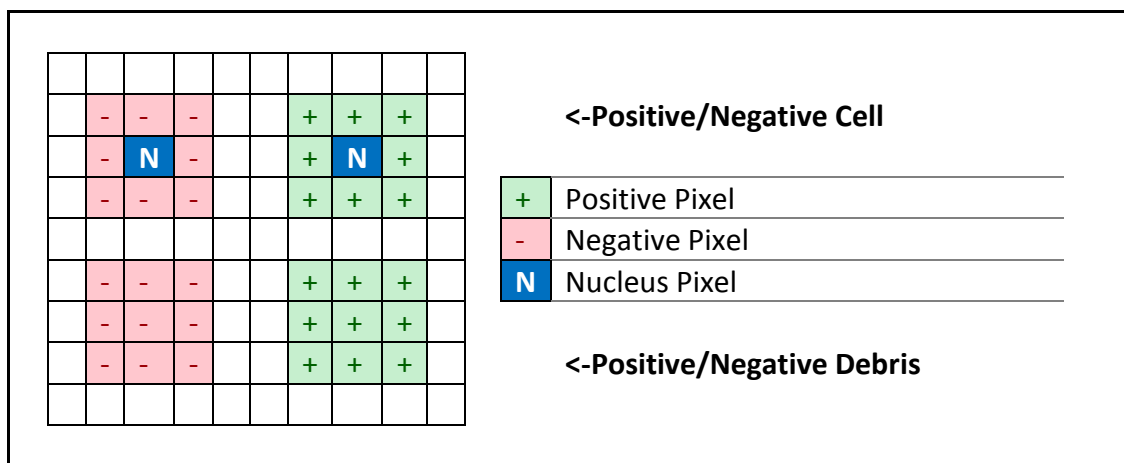 - - - + + +
<-Positive/Negative Cell
- N - + N +
- - - + + +
+ Positive Pixel
- Negative Pixel
N Nucleus Pixel
- - - + + +
- - - + + +
- - - + + +
<-Positive/Negative Debris